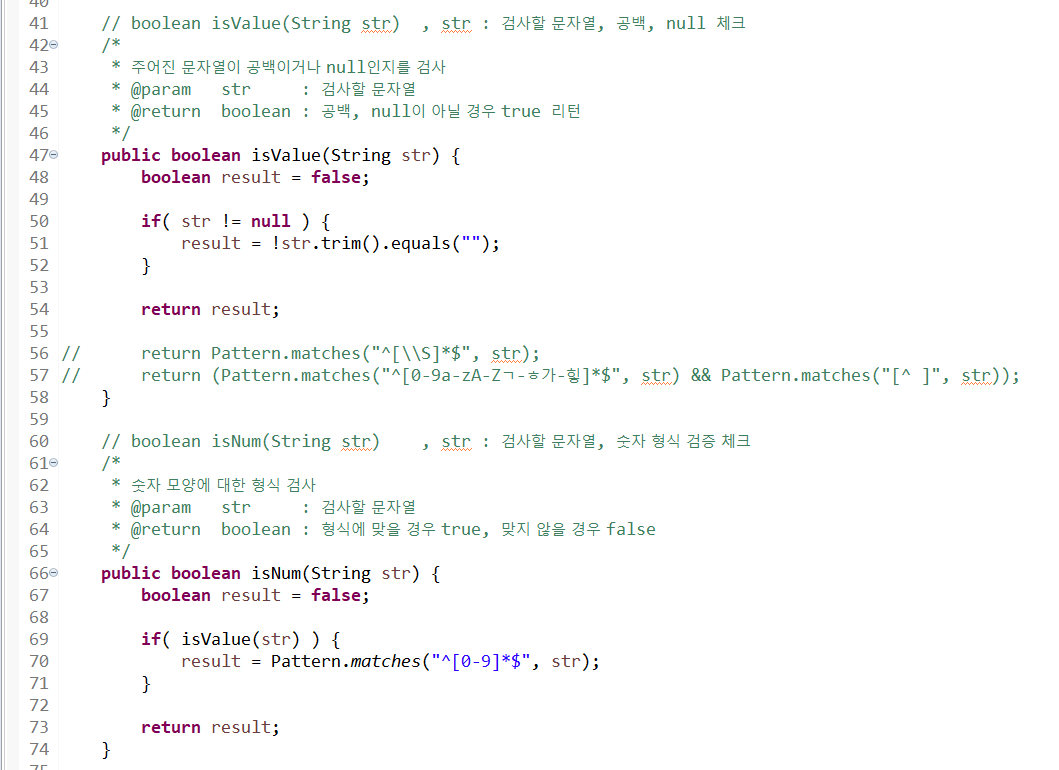 40
41 // boolean isValue(String str)  , str : 검사할 문자열, 공백, null 체크
42 /*
43  * 주어진 문자열이 공백이거나 null인지를 검사
44  * @param   str     : 검사할 문자열
45  * @return  boolean : 공백, null이 아닐 경우 true 리턴
46  */
47 public boolean isValue(String str) {
48     boolean result = false;
49
50     if( str != null ) {
51         result = !str.trim().equals("");
52     }
53
54     return result;
55
56 //      return Pattern.matches("^[\\S]*$", str);
57 //      return (Pattern.matches("^[0-9a-zA-Zㄱ-ㅎ가-힣]*$", str) && Pattern.matches("[^ ]", str));
58 }
59
60 // boolean isNum(String str)    , str : 검사할 문자열, 숫자 형식 검증 체크
61 /*
62  * 숫자 모양에 대한 형식 검사
63  * @param   str     : 검사할 문자열
64  * @return  boolean : 형식에 맞을 경우 true, 맞지 않을 경우 false
65  */
66 public boolean isNum(String str) {
67     boolean result = false;
68
69     if( isValue(str) ) {
70         result = Pattern.matches("^[0-9]*$", str);
71     }
72
73     return result;
74 }
75